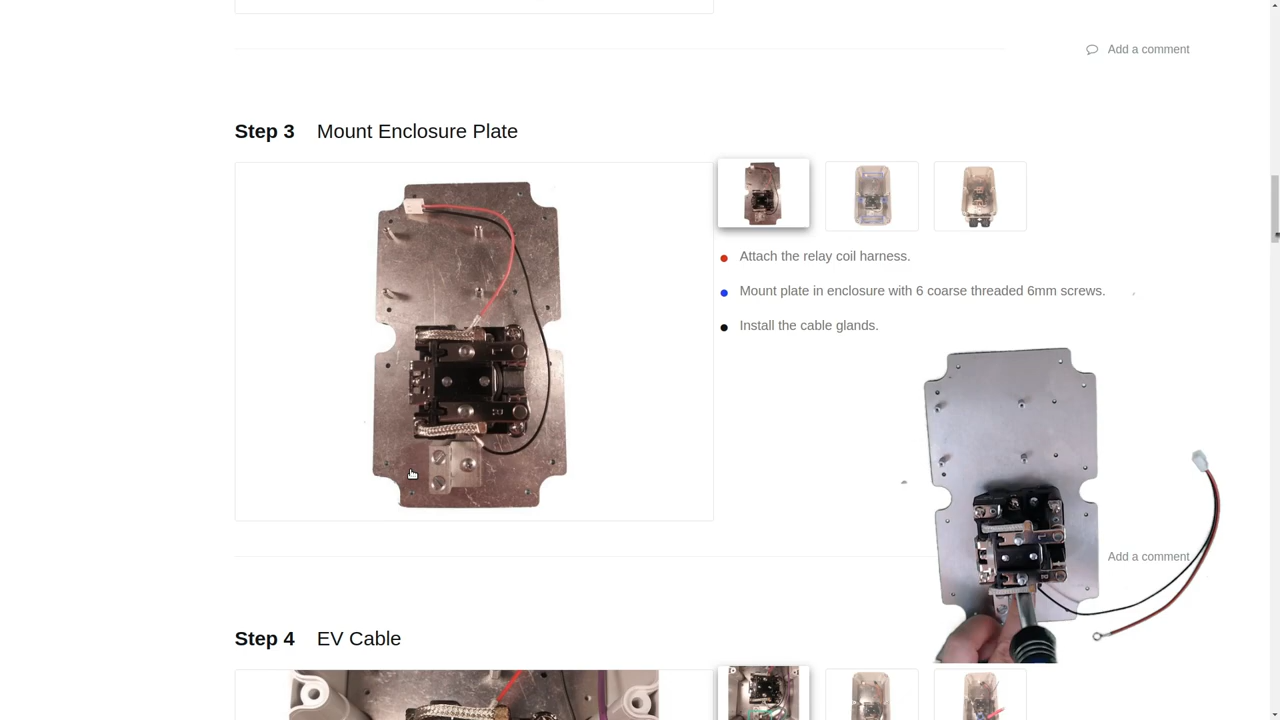 Add a comment
Step 3 Mount Enclosure Plate
Attach the relay coil harness.
Mount plate in enclosure with 6 coarse threaded 6mm screws.
Install the cable glands.
Add a comment
Step 4 EV Cable